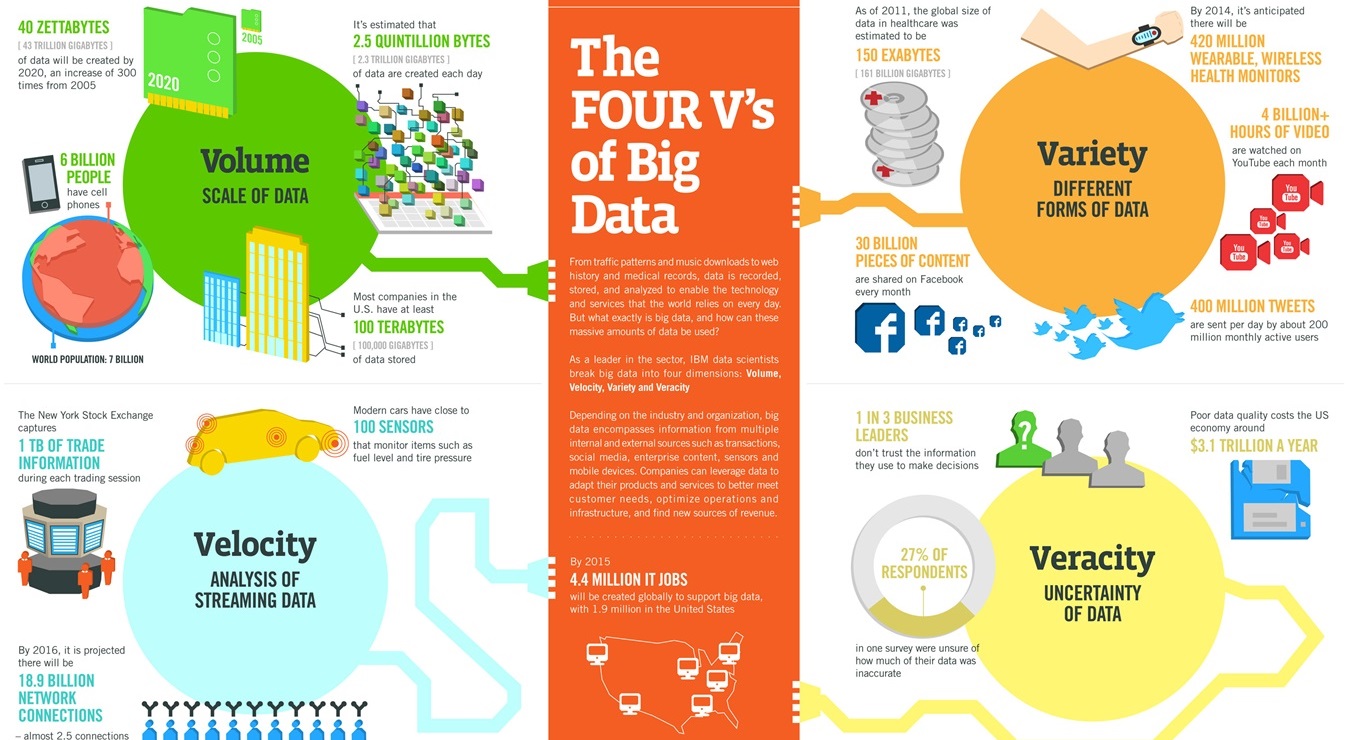 40 ZETTABYTES
[ 43 TRILLION GIGABYTES ]
of data will be created by
2020, an increase of 300
times from 2005
2020
2005
It's estimated that
2.5 QUINTILLION BYTES
[ 2.3 TRILLION GIGABYTES ]
of data are created each day
Volume
SCALE OF DATA
6 BILLION
PEOPLE
have cell
phones
WORLD POPULATION: 7 BILLION
Most companies in the
U.S. have at least
100 TERABYTES
[ 100,000 GIGABYTES ]
of data stored
The New York Stock Exchange
captures
1 TB OF TRADE
INFORMATION
during each trading session
Modern cars have close to
100 SENSORS
that monitor items such as
fuel level and tire pressure
Velocity
ANALYSIS OF
STREAMING DATA
By 2016, it is projected
there will be
18.9 BILLION
NETWORK
CONNECTIONS
– almost 2.5 connections
The
FOUR V's
of Big
Data
From traffic patterns and music downloads to web
history and medical records, data is recorded,
stored, and analyzed to enable the technology
and services that the world relies on every day.
But what exactly is big data, and how can these
massive amounts of data be used?
As a leader in the sector, IBM data scientists
break big data into four dimensions: Volume,
Velocity, Variety and Veracity
Depending on the industry and organization, big
data encompasses information from multiple
internal and external sources such as transactions,
social media, enterprise content, sensors and
mobile devices. Companies can leverage data to
adapt their products and services to better meet
customer needs, optimize operations and
infrastructure, and find new sources of revenue.
By 2015
4.4 MILLION IT JOBS
will be created globally to support big data,
with 1.9 million in the United States
As of 2011, the global size of
data in healthcare was
estimated to be
150 EXABYTES
[ 161 BILLION GIGABYTES ]
By 2014, it's anticipated
there will be
420 MILLION
WEARABLE, WIRELESS
HEALTH MONITORS
Variety
DIFFERENT
FORMS OF DATA
4 BILLION+
HOURS OF VIDEO
are watched on
YouTube each month
You
Tube
You
Tube
You
Tube
You
Tube
30 BILLION
PIECES OF CONTENT
are shared on Facebook
every month
f
f
f
f
f
f
400 MILLION TWEETS
are sent per day by about 200
million monthly active users
1 IN 3 BUSINESS
LEADERS
don't trust the information
they use to make decisions
?
Poor data quality costs the US
economy around
$3.1 TRILLION A YEAR
27% OF
RESPONDENTS
in one survey were unsure of
how much of their data was
inaccurate
Veracity
UNCERTAINTY
OF DATA